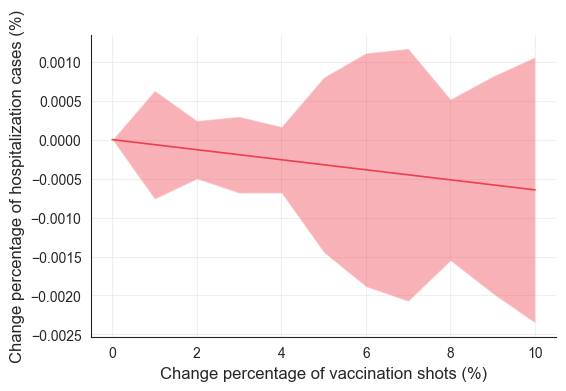 Change percentage of hospitalization cases (%)
0.0010
0.0005
0.0000
−0.0005
−0.0010
−0.0015
−0.0020
−0.0025
0 2 4 6 8 10
Change percentage of vaccination shots (%)